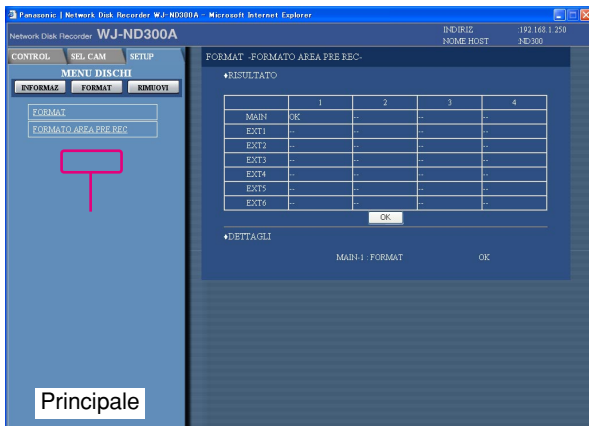 Panasonic | Network Disk Recorder WJ-ND300A - Microsoft Internet Explorer
Network Disk Recorder WJ-ND300A
INDIRIZ :192.168.1.250
NOME HOST :ND300
CONTROL SEL CAM SETUP
MENU DISCHI
INFORMAZ FORMAT RIMUOVI
FORMAT
FORMATO AREA PRE REC
FORMAT -FORMATO AREA PRE REC-
♦RISULTATO
1 2 3 4
MAIN OK -- -- --
EXT1 -- -- -- --
EXT2 -- -- -- --
EXT3 -- -- -- --
EXT4 -- -- -- --
EXT5 -- -- -- --
EXT6 -- -- -- --
OK
♦DETTAGLI
MAIN-1 : FORMAT OK
Principale